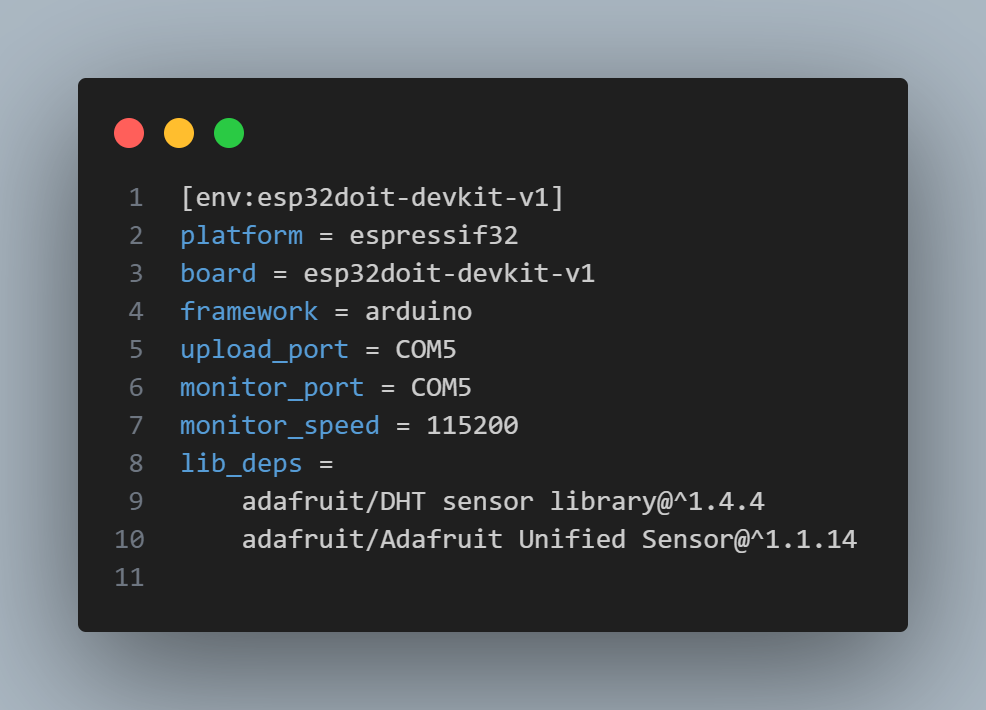 1 [env:esp32doit-devkit-v1]
2 platform = espressif32
3 board = esp32doit-devkit-v1
4 framework = arduino
5 upload_port = COM5
6 monitor_port = COM5
7 monitor_speed = 115200
8 lib_deps =
9     adafruit/DHT sensor library@^1.4.4
10     adafruit/Adafruit Unified Sensor@^1.1.14
11